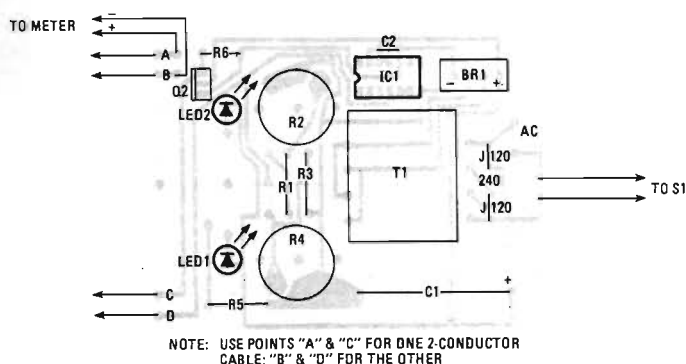 TO METER
–
+
A
B
R6
Q2
LED2
R2
C2
IC1
BR1
– +
R1
R3
T1
AC
J 120
240
J 120
TO S1
LED1
R4
R5
C1
+
C
D
NOTE: USE POINTS "A" & "C" FOR ONE 2-CONDUCTOR
CABLE; "B" & "D" FOR THE OTHER